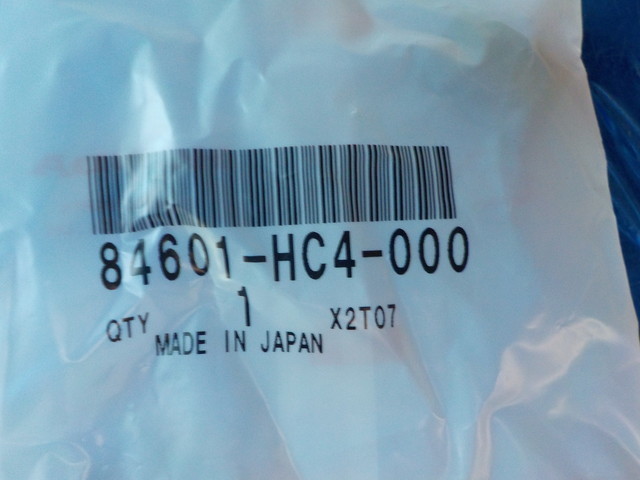 84601-HC4-000
QTY 1 X2T07
MADE IN JAPAN